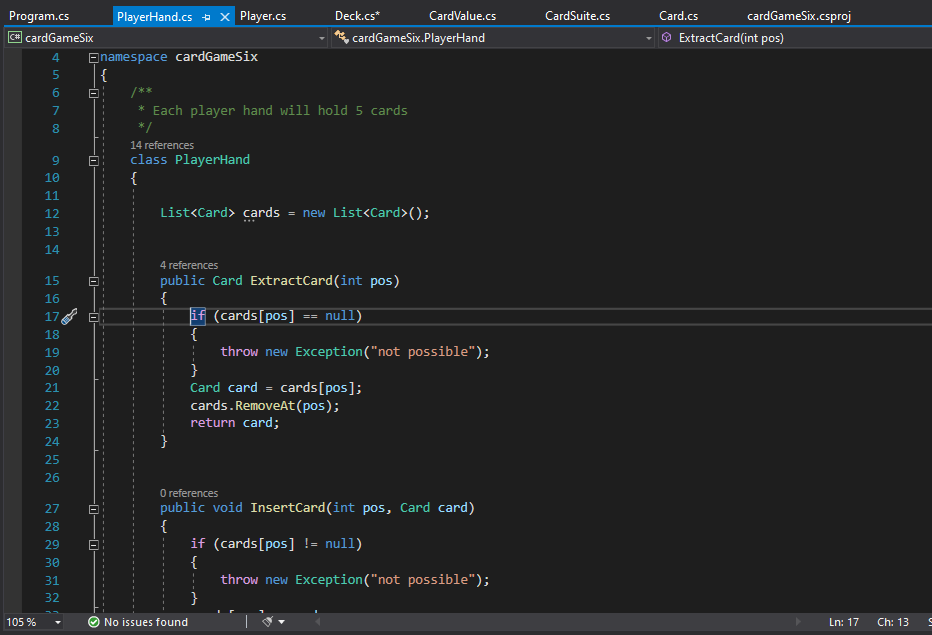 Program.cs PlayerHand.cs Player.cs Deck.cs* CardValue.cs CardSuite.cs Card.cs cardGameSix.csproj
C# cardGameSix cardGameSix.PlayerHand ExtractCard(int pos)
4 namespace cardGameSix
5 {
6 /**
7 * Each player hand will hold 5 cards
8 */
14 references
9 class PlayerHand
10 {
11
12 List<Card> cards = new List<Card>();
13
14
4 references
15 public Card ExtractCard(int pos)
16 {
17 if (cards[pos] == null)
18 {
19 throw new Exception("not possible");
20 }
21 Card card = cards[pos];
22 cards.RemoveAt(pos);
23 return card;
24 }
25
26
0 references
27 public void InsertCard(int pos, Card card)
28 {
29 if (cards[pos] != null)
30 {
31 throw new Exception("not possible");
32 }
105 % No issues found Ln: 17 Ch: 13